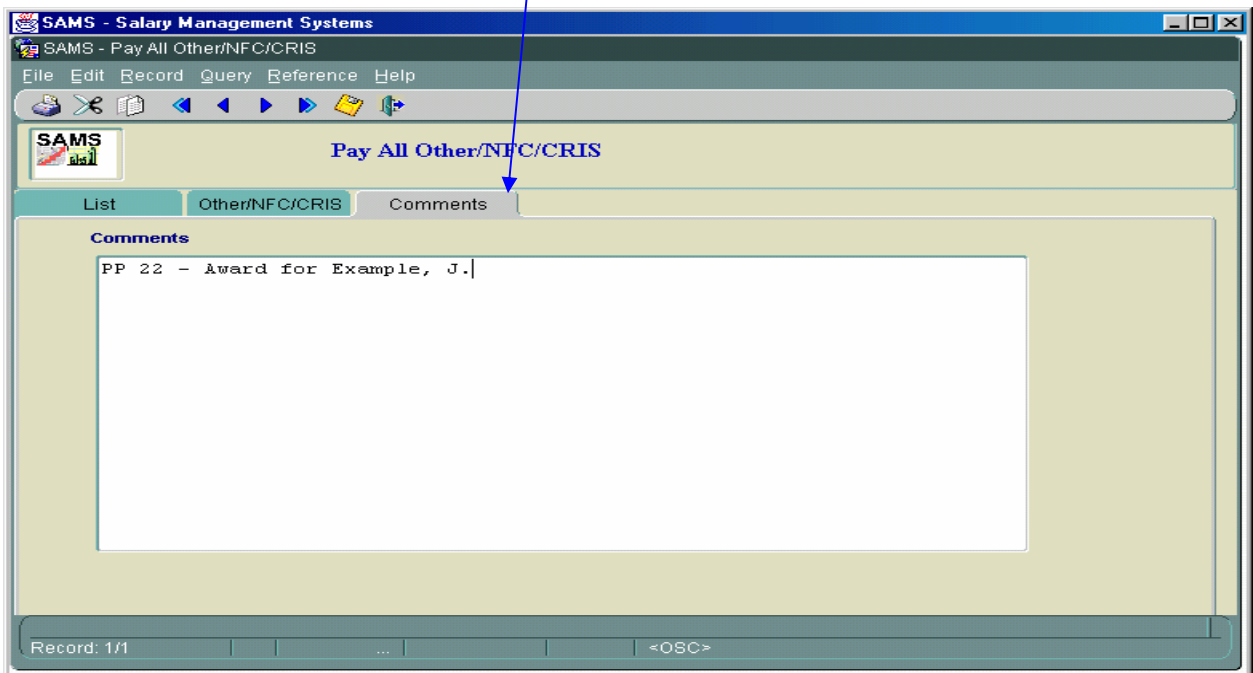 SAMS - Salary Management Systems
SAMS - Pay All Other/NFC/CRIS
File Edit Record Query Reference Help
SAMS
Pay All Other/NFC/CRIS
List Other/NFC/CRIS Comments
Comments
PP 22 - Award for Example, J.
Record: 1/1 ... <OSC>